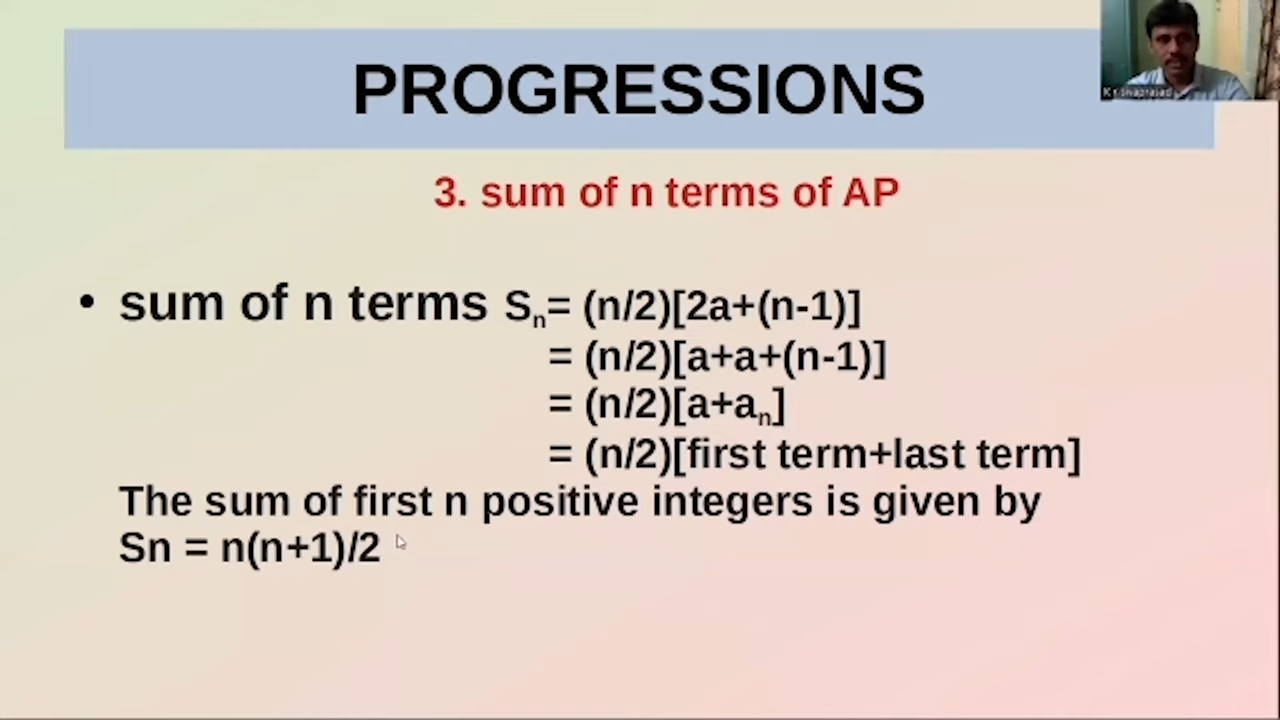 PROGRESSIONS
3. sum of n terms of AP
• sum of n terms Sn= (n/2)[2a+(n-1)]
= (n/2)[a+a+(n-1)]
= (n/2)[a+an]
= (n/2)[first term+last term]
The sum of first n positive integers is given by
Sn = n(n+1)/2